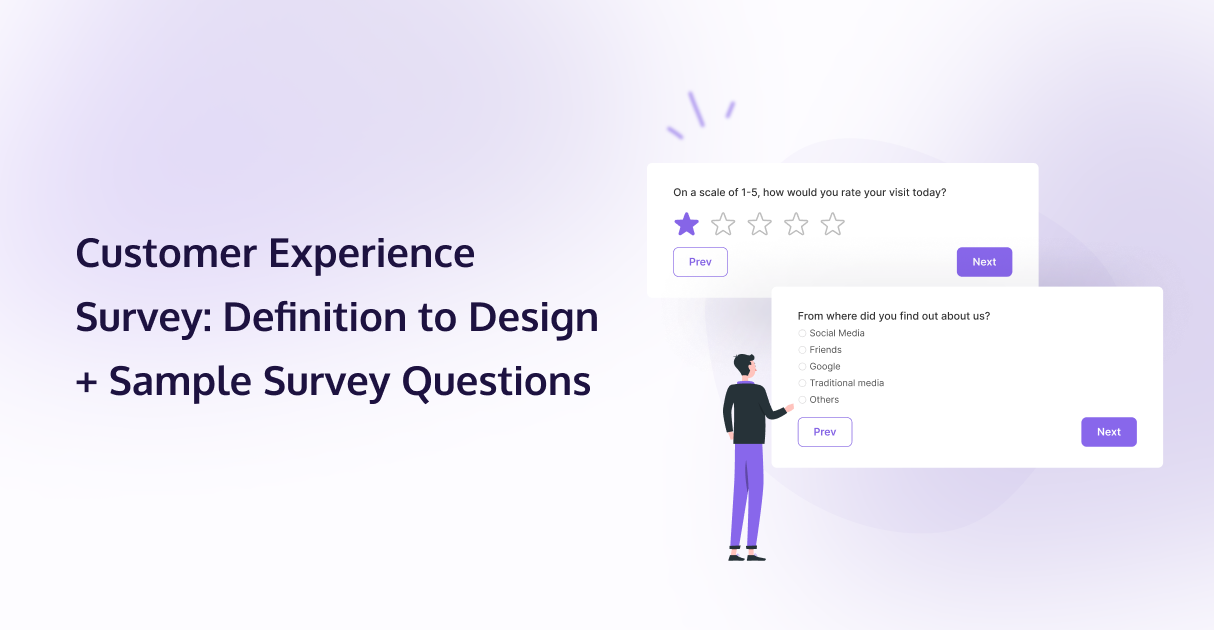 Customer Experience
Survey: Definition to Design
+ Sample Survey Questions
On a scale of 1-5, how would you rate your visit today?
Prev
Next
From where did you find out about us?
Social Media
Friends
Google
Traditional media
Others
Prev
Next